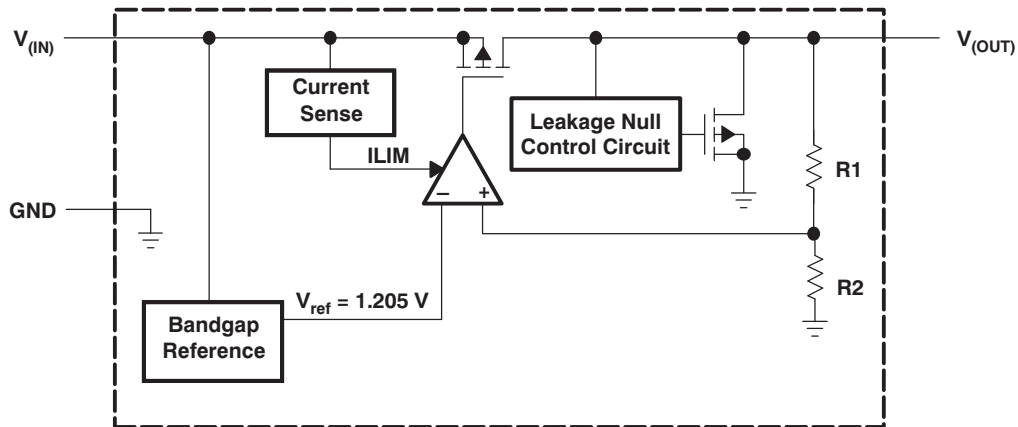 V(IN)
V(OUT)
Current
Sense
Leakage Null
Control Circuit
ILIM
R1
− +
GND
R2
Vref = 1.205 V
Bandgap
Reference